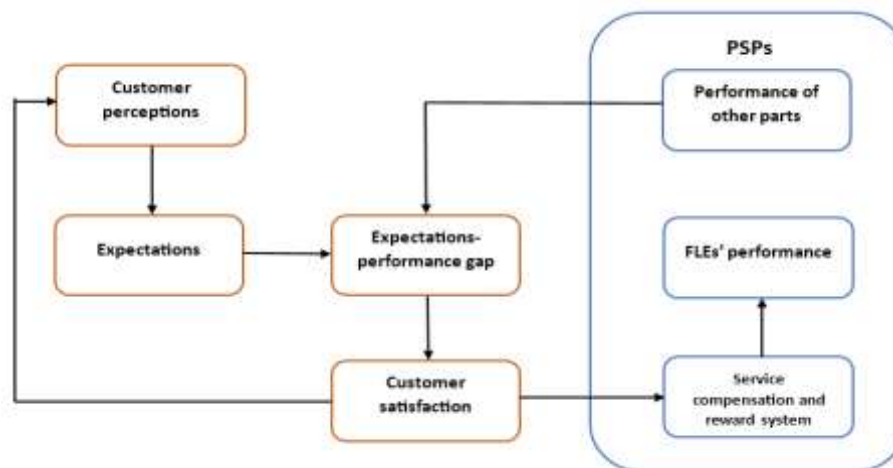 PSPs
Customer
perceptions
Performance of
other parts
Expectations
Expectations-
performance gap
FLEs' performance
Customer
satisfaction
Service
compensation and
reward system